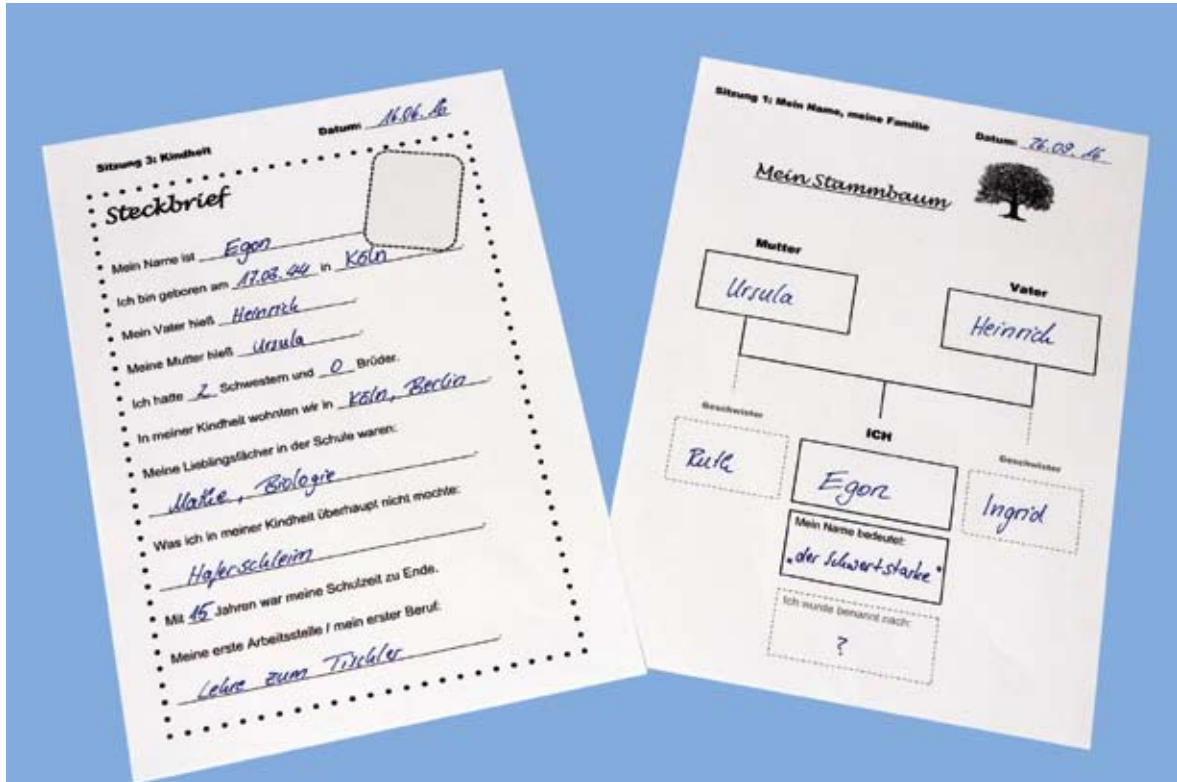 Sitzung 3: Kindheit
Datum: 16.06.16
Steckbrief
Mein Name ist Egon
Ich bin geboren am 17.03.44 in Köln.
Mein Vater hieß Heinrich.
Meine Mutter hieß Ursula.
Ich hatte 2 Schwestern und 0 Brüder.
In meiner Kindheit wohnten wir in Köln, Berlin.
Meine Lieblingsfächer in der Schule waren:
Mathe, Biologie.
Was ich in meiner Kindheit überhaupt nicht mochte:
Haferschleim.
Mit 15 Jahren war meine Schulzeit zu Ende.
Meine erste Arbeitsstelle / mein erster Beruf:
Lehre zum Tischler.
Sitzung 1: Mein Name, meine Familie
Datum: 26.09.16
Mein Stammbaum
Mutter
Ursula
Vater
Heinrich
Geschwister
Ruth
ICH
Egon
Geschwister
Ingrid
Mein Name bedeutet:
"der Schwertstarke"
Ich wurde benannt nach:
?